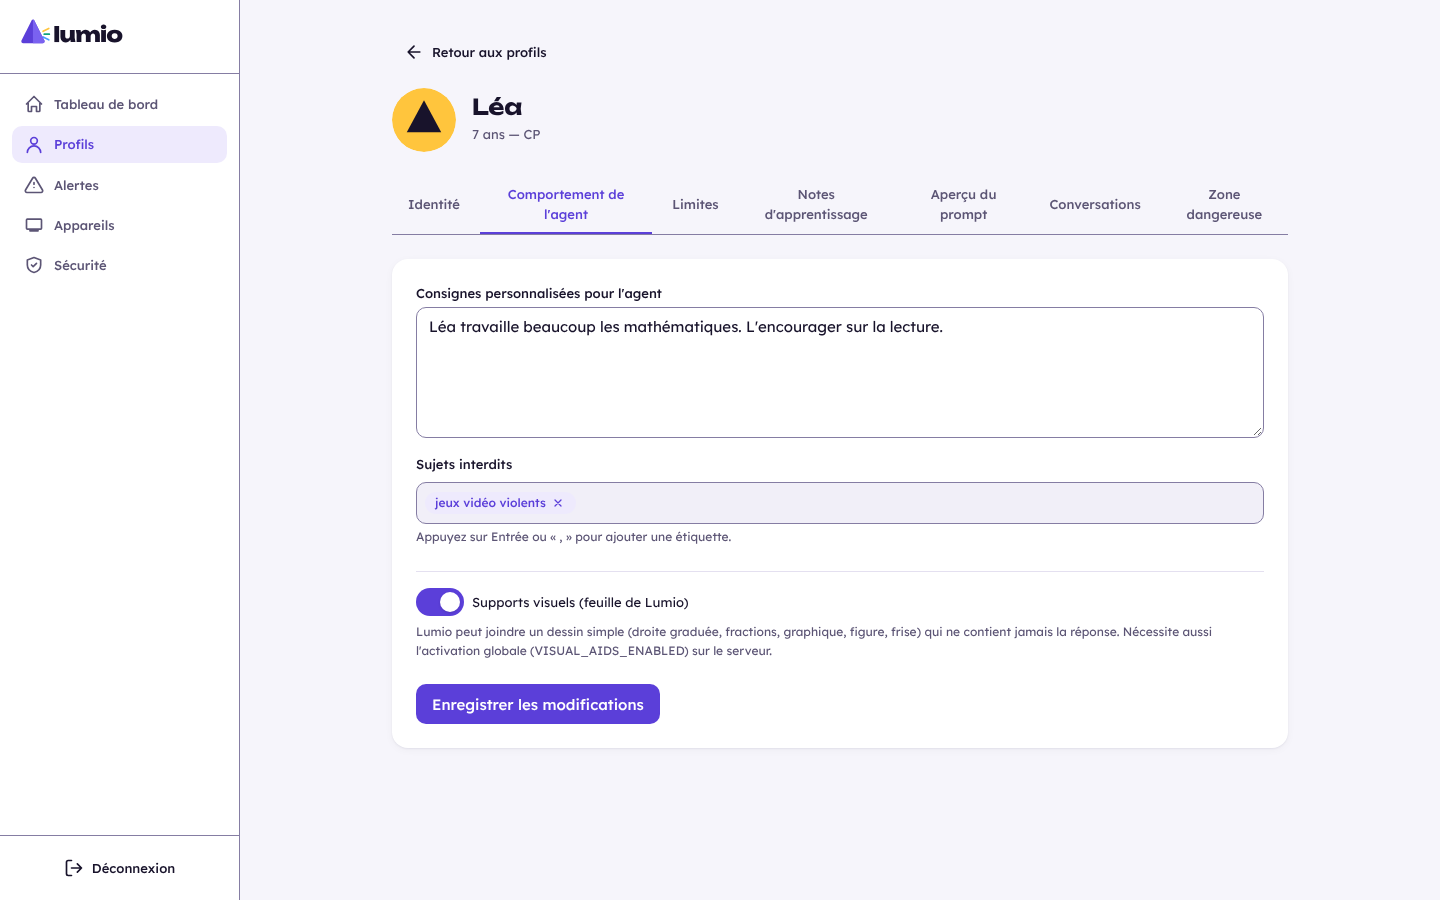 lumio
Tableau de bord
Profils
Alertes
Appareils
Sécurité
Déconnexion
Retour aux profils
Léa
7 ans — CP
Identité
Comportement de
l'agent
Limites
Notes
d'apprentissage
Aperçu du
prompt
Conversations
Zone
dangereuse
Consignes personnalisées pour l'agent
Léa travaille beaucoup les mathématiques. L'encourager sur la lecture.
Sujets interdits
jeux vidéo violents
Appuyez sur Entrée ou « , » pour ajouter une étiquette.
Supports visuels (feuille de Lumio)
Lumio peut joindre un dessin simple (droite graduée, fractions, graphique, figure, frise) qui ne contient jamais la réponse. Nécessite aussi
l'activation globale (VISUAL_AIDS_ENABLED) sur le serveur.
Enregistrer les modifications